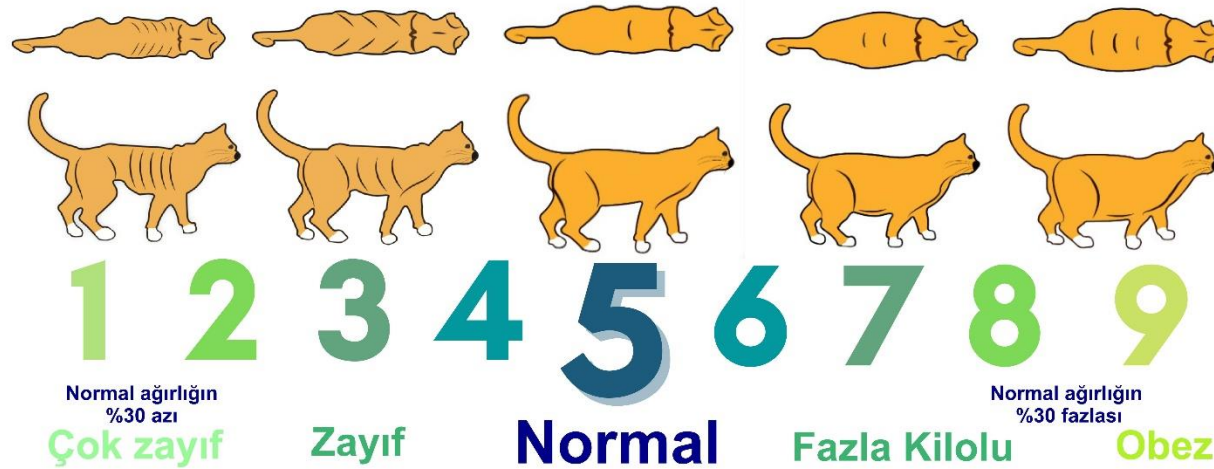 1 2 3 4 5 6 7 8 9
Normal ağırlığın
%30 azı
Normal ağırlığın
%30 fazlası
Çok zayıf Zayıf Normal Fazla Kilolu Obez